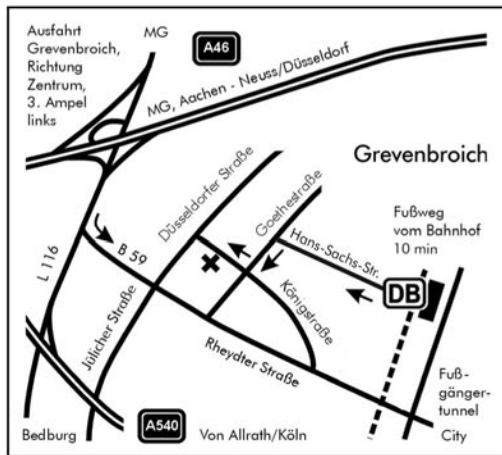 Ausfahrt
Grevenbroich,
Richtung
Zentrum,
3. Ampel
links
MG
A46
MG, Aachen - Neuss/Düsseldorf
Grevenbroich
Düsseldorfer Straße
Goethestraße
Hans-Sachs-Str.
Fußweg
vom Bahnhof
10 min
DB
L 116
B 59
Königstraße
Jülicher Straße
Rheydter Straße
Fuß-
gänger-
tunnel
Bedburg
A540
Von Allrath/Köln
City